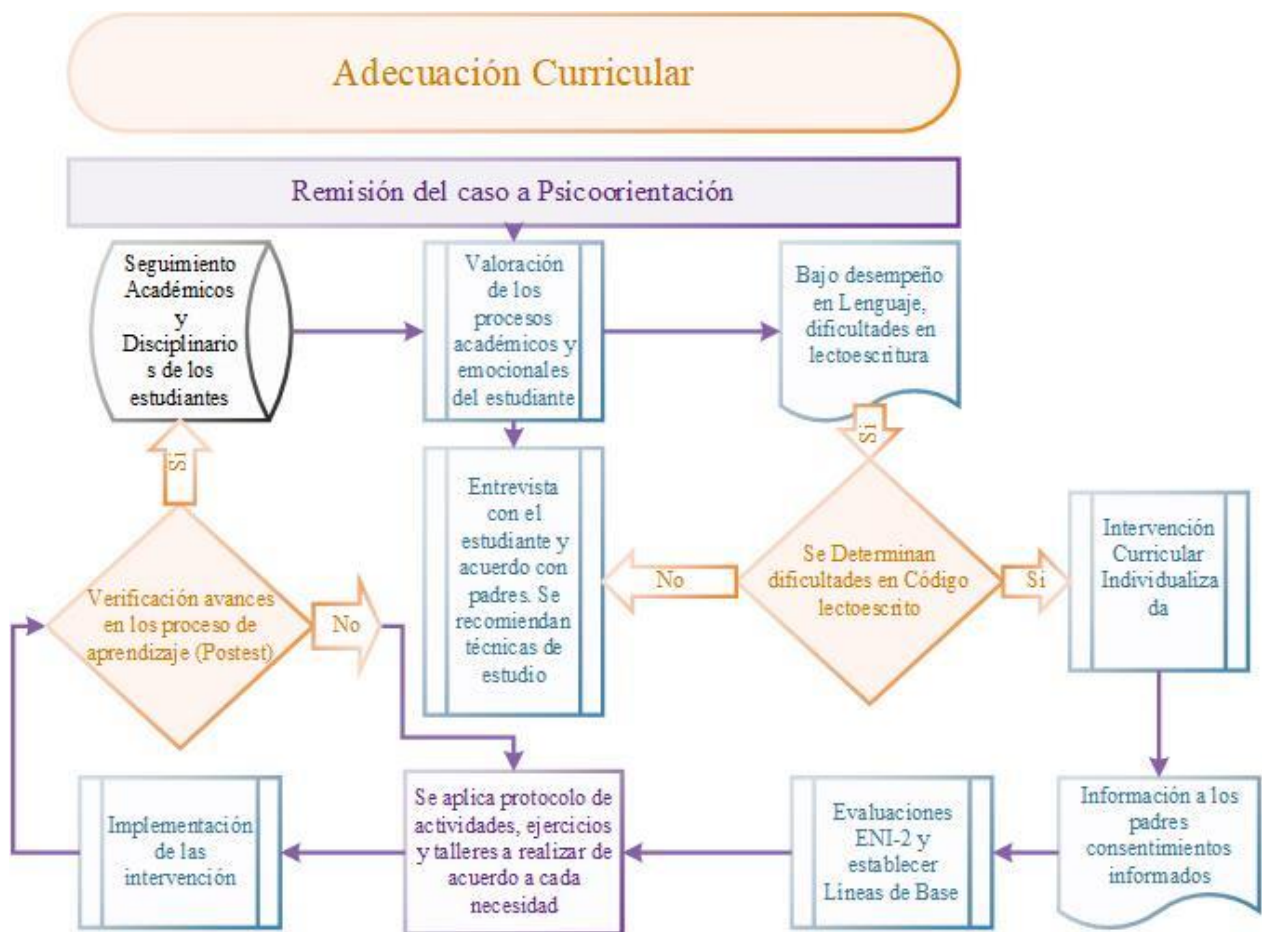 Adecuación Curricular
Remisión del caso a Psicoorientación
Seguimiento
Académicos
y
Disciplinario
s de los
estudiantes
Valoración
de los
procesos
académicos y
emocionales
del estudiante
Bajo desempeño
en Lenguaje,
dificultades en
lectoescritura
Si
Si
Entrevista
con el
estudiante y
acuerdo con
padres. Se
recomiendan
técnicas de
estudio
No
Se Determinan
dificultades en Código
lectoescrito
Si
Intervención
Curricular
Individualiza
da
Verificación avances
en los proceso de
aprendizaje (Postest)
No
Implementación
de las
intervención
Se aplica protocolo de
actividades, ejercicios
y talleres a realizar de
acuerdo a cada
necesidad
Evaluaciones
ENI-2 y
establecer
Líneas de Base
Información a los
padres
consentimientos
informados